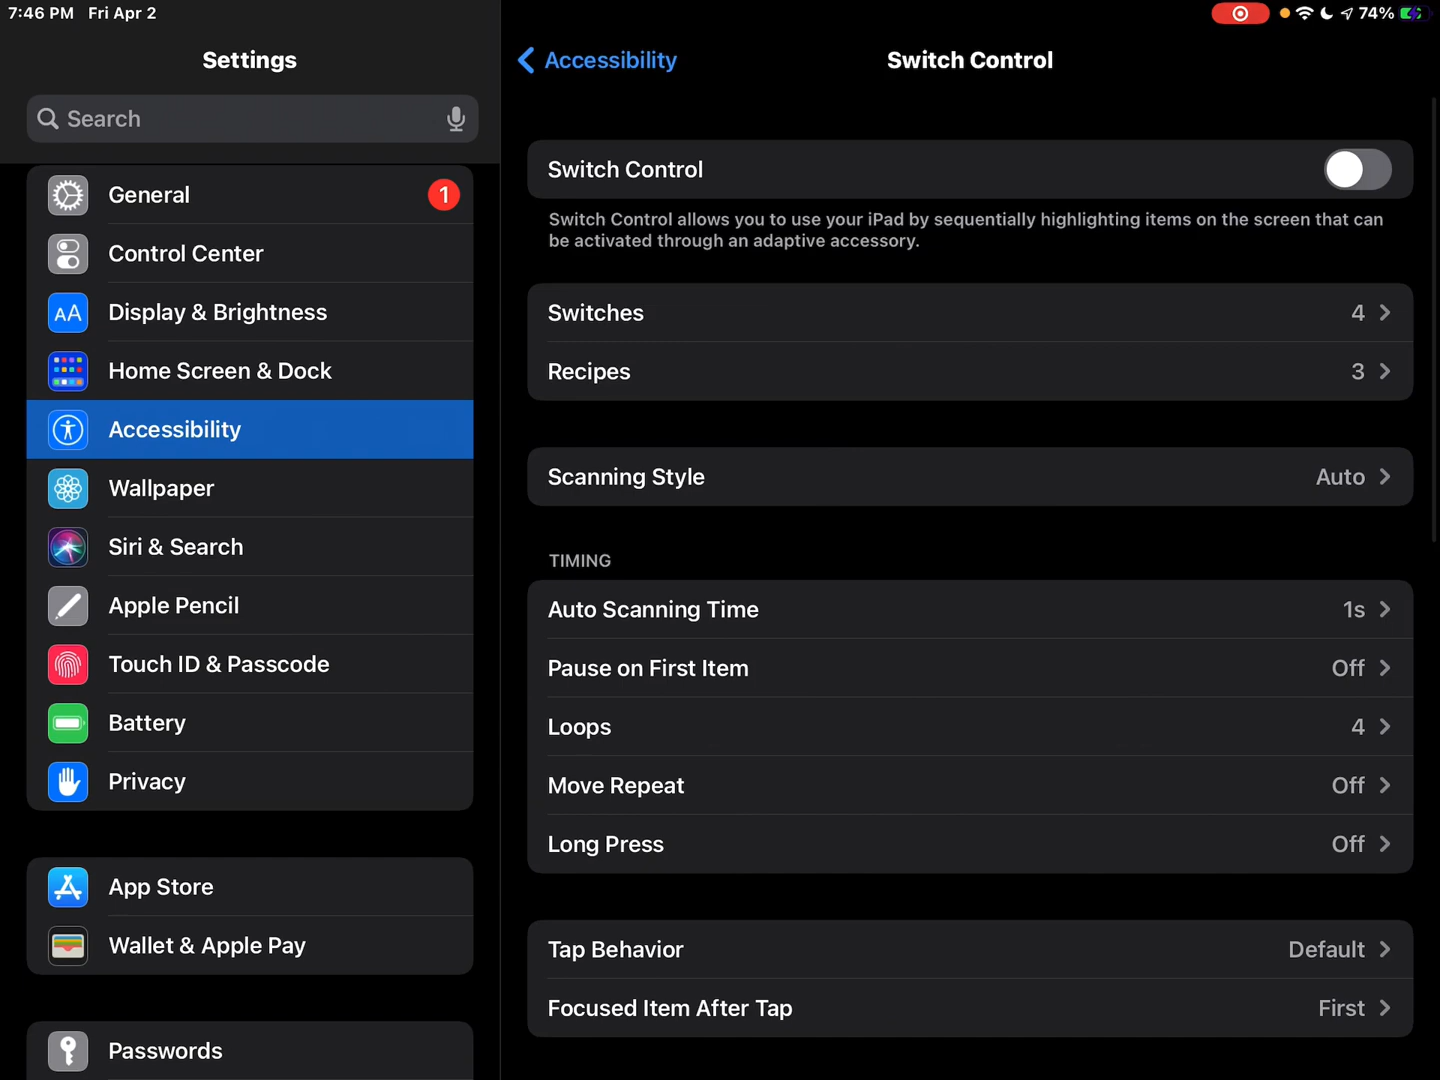 7:46 PM Fri Apr 2
74%
Settings
Search
General
1
Control Center
AA
Display & Brightness
Home Screen & Dock
Accessibility
Wallpaper
Siri & Search
Apple Pencil
Touch ID & Passcode
Battery
Privacy
App Store
Wallet & Apple Pay
Passwords
Accessibility
Switch Control
Switch Control
Switch Control allows you to use your iPad by sequentially highlighting items on the screen that can
be activated through an adaptive accessory.
Switches 4
Recipes 3
Scanning Style Auto
TIMING
Auto Scanning Time 1s
Pause on First Item Off
Loops 4
Move Repeat Off
Long Press Off
Tap Behavior Default
Focused Item After Tap First